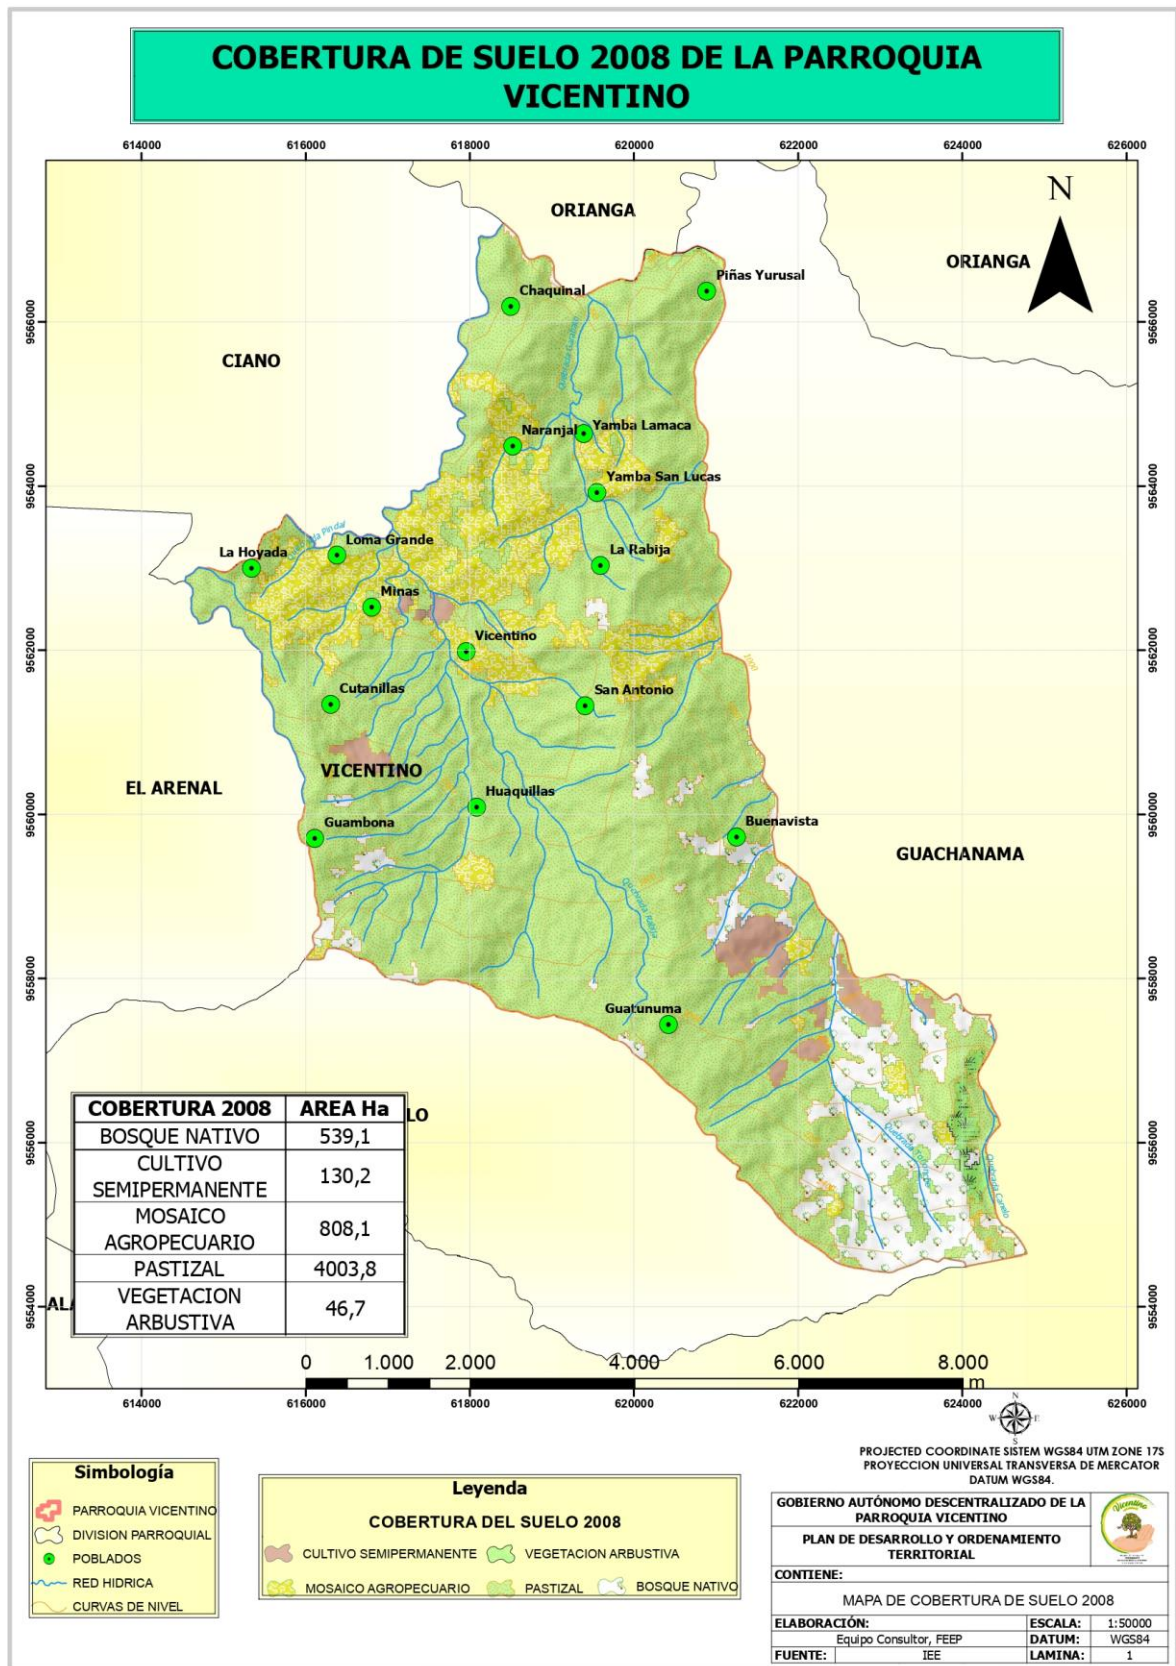 COBERTURA DE SUELO 2008 DE LA PARROQUIA
VICENTINO
614000 616000 618000 620000 622000 624000 626000
N
ORIANGA
ORIANGA
Piñas Yurusal
Chaquinal
9566000 9566000
CIANO
Naranjal
Yamba Lamaca
Yamba San Lucas
9564000 9564000
Quebrada Pindal
Loma Grande
La Hoyada
La Rabija
Minas
Vicentino
9562000 9562000
Cutanillas
San Antonio
VICENTINO
EL ARENAL
Huaquillas
9560000 9560000
Guambona
Buenavista
GUACHANAMA
Quebrada Rabija
9558000 9558000
Guatunuma
COBERTURA 2008 AREA Ha
BOSQUE NATIVO 539,1
CULTIVO
SEMIPERMANENTE 130,2
MOSAICO
AGROPECUARIO 808,1
PASTIZAL 4003,8
VEGETACION
ARBUSTIVA 46,7
LO
9556000 9556000
Quebrada Canelo
9554000 9554000
0 1.000 2.000 4.000 6.000 8.000
m
614000 616000 618000 620000 622000 624000 626000
N
W E
S
PROJECTED COORDINATE SISTEM WGS84 UTM ZONE 17S
PROYECCION UNIVERSAL TRANSVERSA DE MERCATOR
DATUM WGS84.
Simbología
PARROQUIA VICENTINO
DIVISION PARROQUIAL
POBLADOS
RED HIDRICA
CURVAS DE NIVEL
Leyenda
COBERTURA DEL SUELO 2008
CULTIVO SEMIPERMANENTE VEGETACION ARBUSTIVA
MOSAICO AGROPECUARIO PASTIZAL BOSQUE NATIVO
GOBIERNO AUTÓNOMO DESCENTRALIZADO DE LA
PARROQUIA VICENTINO
PLAN DE DESARROLLO Y ORDENAMIENTO
TERRITORIAL
Vicentino
CONTIENE:
MAPA DE COBERTURA DE SUELO 2008
ELABORACIÓN: ESCALA: 1:50000
Equipo Consultor, FEEP DATUM: WGS84
FUENTE: IEE LAMINA: 1